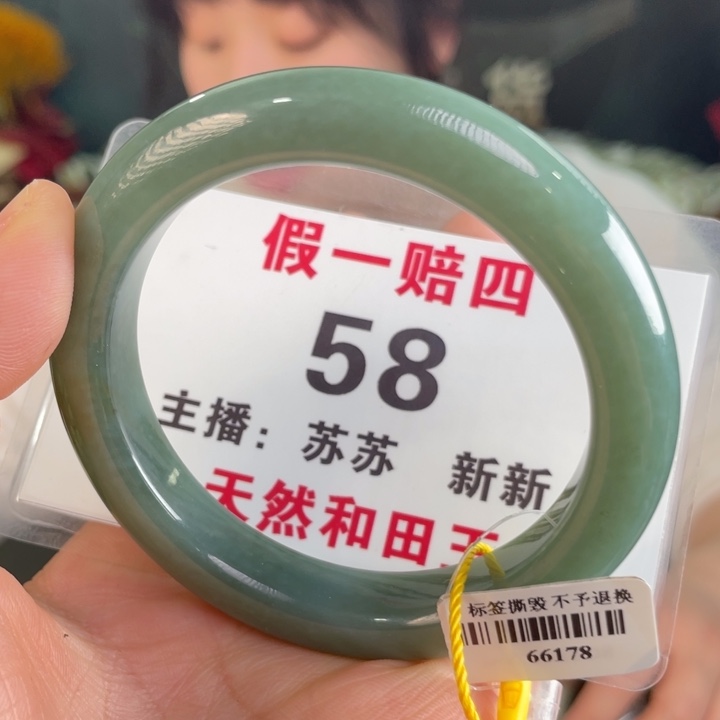 假一赔四
58
主播：苏苏 新新
天然和田玉
标签撕毁 不予退换
66178